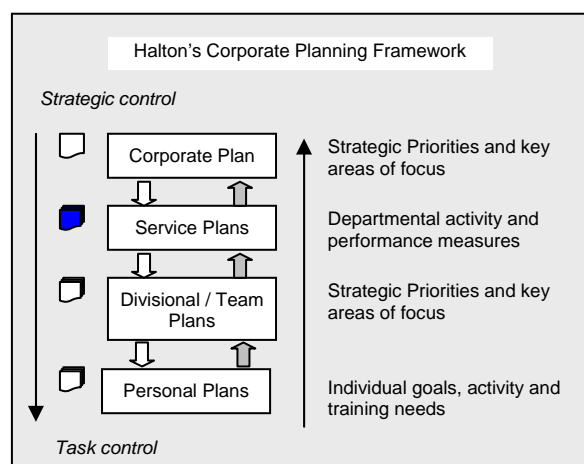 Halton's Corporate Planning Framework
Strategic control
Corporate Plan
Strategic Priorities and key
areas of focus
Service Plans
Departmental activity and
performance measures
Divisional / Team
Plans
Strategic Priorities and key
areas of focus
Personal Plans
Individual goals, activity and
training needs
Task control